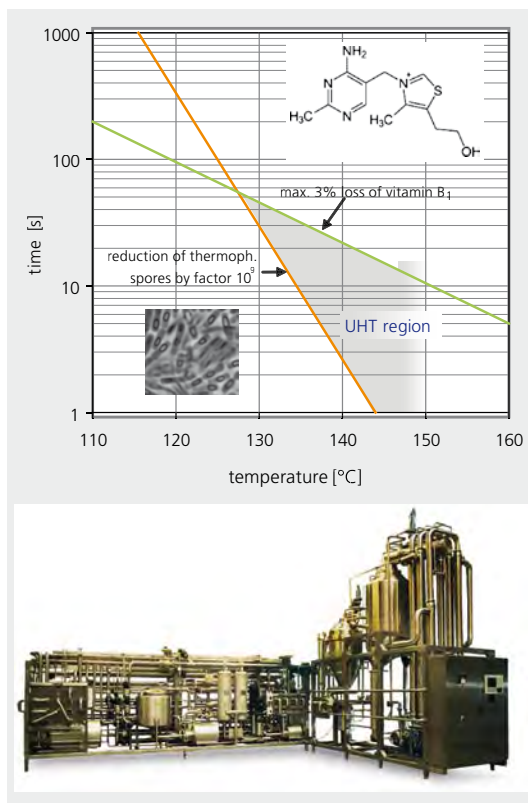 1000
100
10
1
time [s]
NH₂
N
N
H₃C
N⁺
S
CH₃
OH
max. 3% loss of vitamin B₁
reduction of thermoph.
spores by factor 10⁹
UHT region
110 120 130 140 150 160
temperature [°C]